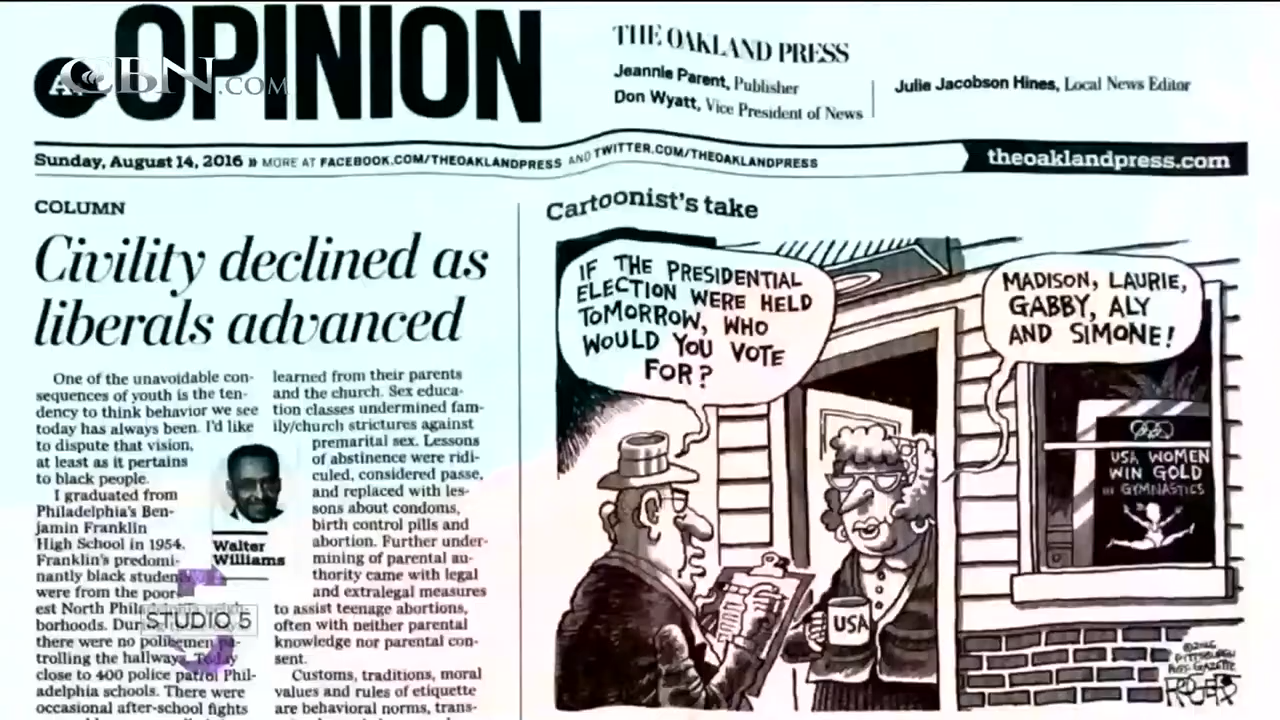 OPINION
CBN.COM
THE OAKLAND PRESS
Jeannie Parent, Publisher
Don Wyatt, Vice President of News
Julie Jacobson Hines, Local News Editor
Sunday, August 14, 2016 » MORE AT FACEBOOK.COM/THEOAKLANDPRESS AND TWITTER.COM/THEOAKLANDPRESS
theoaklandpress.com
COLUMN
Civility declined as
liberals advanced
One of the unavoidable con-
sequences of youth is the ten-
dency to think behavior we see
today has always been. I'd like
to dispute that vision,
at least as it pertains
to black people.
I graduated from
Philadelphia's Ben-
jamin Franklin
High School in 1954.
Franklin's predomi-
nantly black students
were from the poor-
est North Philadelphia neigh-
borhoods. During
there were no policemen pa-
trolling the hallways. Today
close to 400 police patrol Phil-
adelphia schools. There were
occasional after-school fights
Walter
Williams
STUDIO 5
learned from their parents
and the church. Sex educa-
tion classes undermined fam-
ily/church strictures against
premarital sex. Lessons
of abstinence were ridi-
culed, considered passe,
and replaced with les-
sons about condoms,
birth control pills and
abortion. Further under-
mining of parental au-
thority came with legal
and extralegal measures
to assist teenage abortions,
often with neither parental
knowledge nor parental con-
sent.
Customs, traditions, moral
values and rules of etiquette
are behavioral norms, trans-
Cartoonist's take
IF THE PRESIDENTIAL
ELECTION WERE HELD
TOMORROW, WHO
WOULD YOU VOTE
FOR?
MADISON, LAURIE,
GABBY, ALY
AND SIMONE!
USA WOMEN
WIN GOLD
IN GYMNASTICS
USA
©2016
PITTSBURGH
POST-GAZETTE